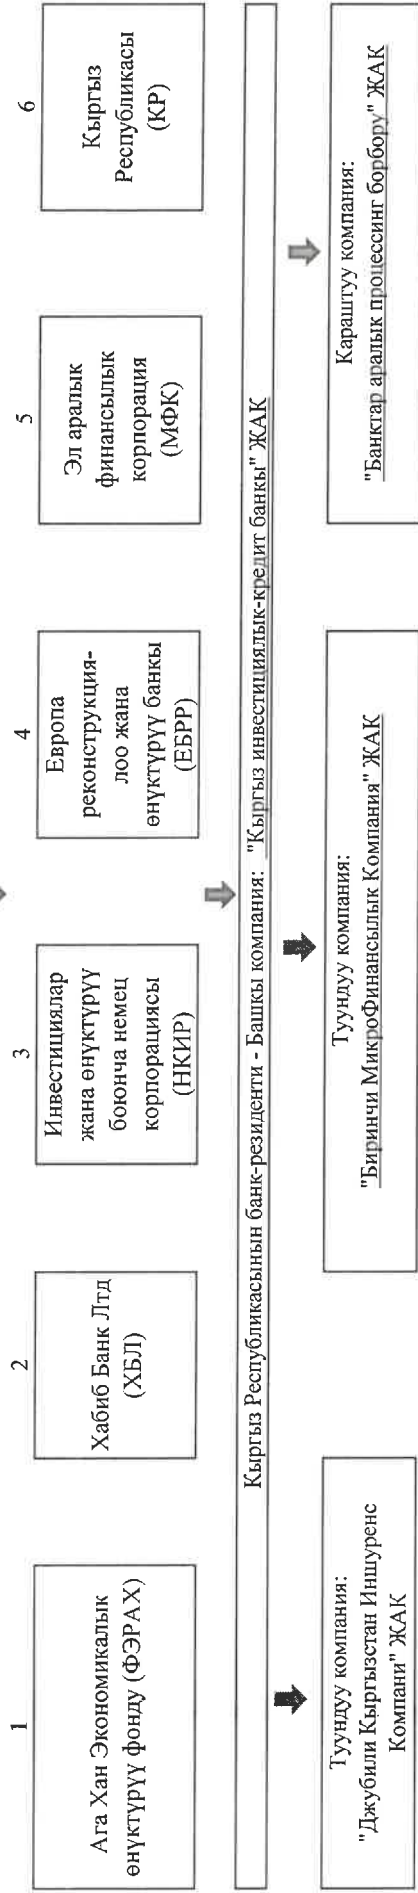 1
Ага Хан Экономикалык
өнүктүрүү фонду (ФЭРАХ)
2
Хабиб Банк Лтд
(ХБЛ)
3
Инвестициялар
жана өнүктүрүү
боюнча немец
корпорациясы
(НКИР)
4
Европа
реконструкция-
лоо жана
өнүктүрүү банкы
(ЕБРР)
5
Эл аралык
финансылык
корпорация
(МФК)
6
Кыргыз
Республикасы
(КР)
Кыргыз Республикасынын банк-резиденти - Башкы компания: "Кыргыз инвестициялык-кредит банкы" ЖАК
Туундуу компания:
"Джубили Кыргызстан Иншуренс
Компани" ЖАК
Туундуу компания:
"Биринчи МикроФинансылык Компания" ЖАК
Караштуу компания:
"Банктар аралык процессинг борбору" ЖАК